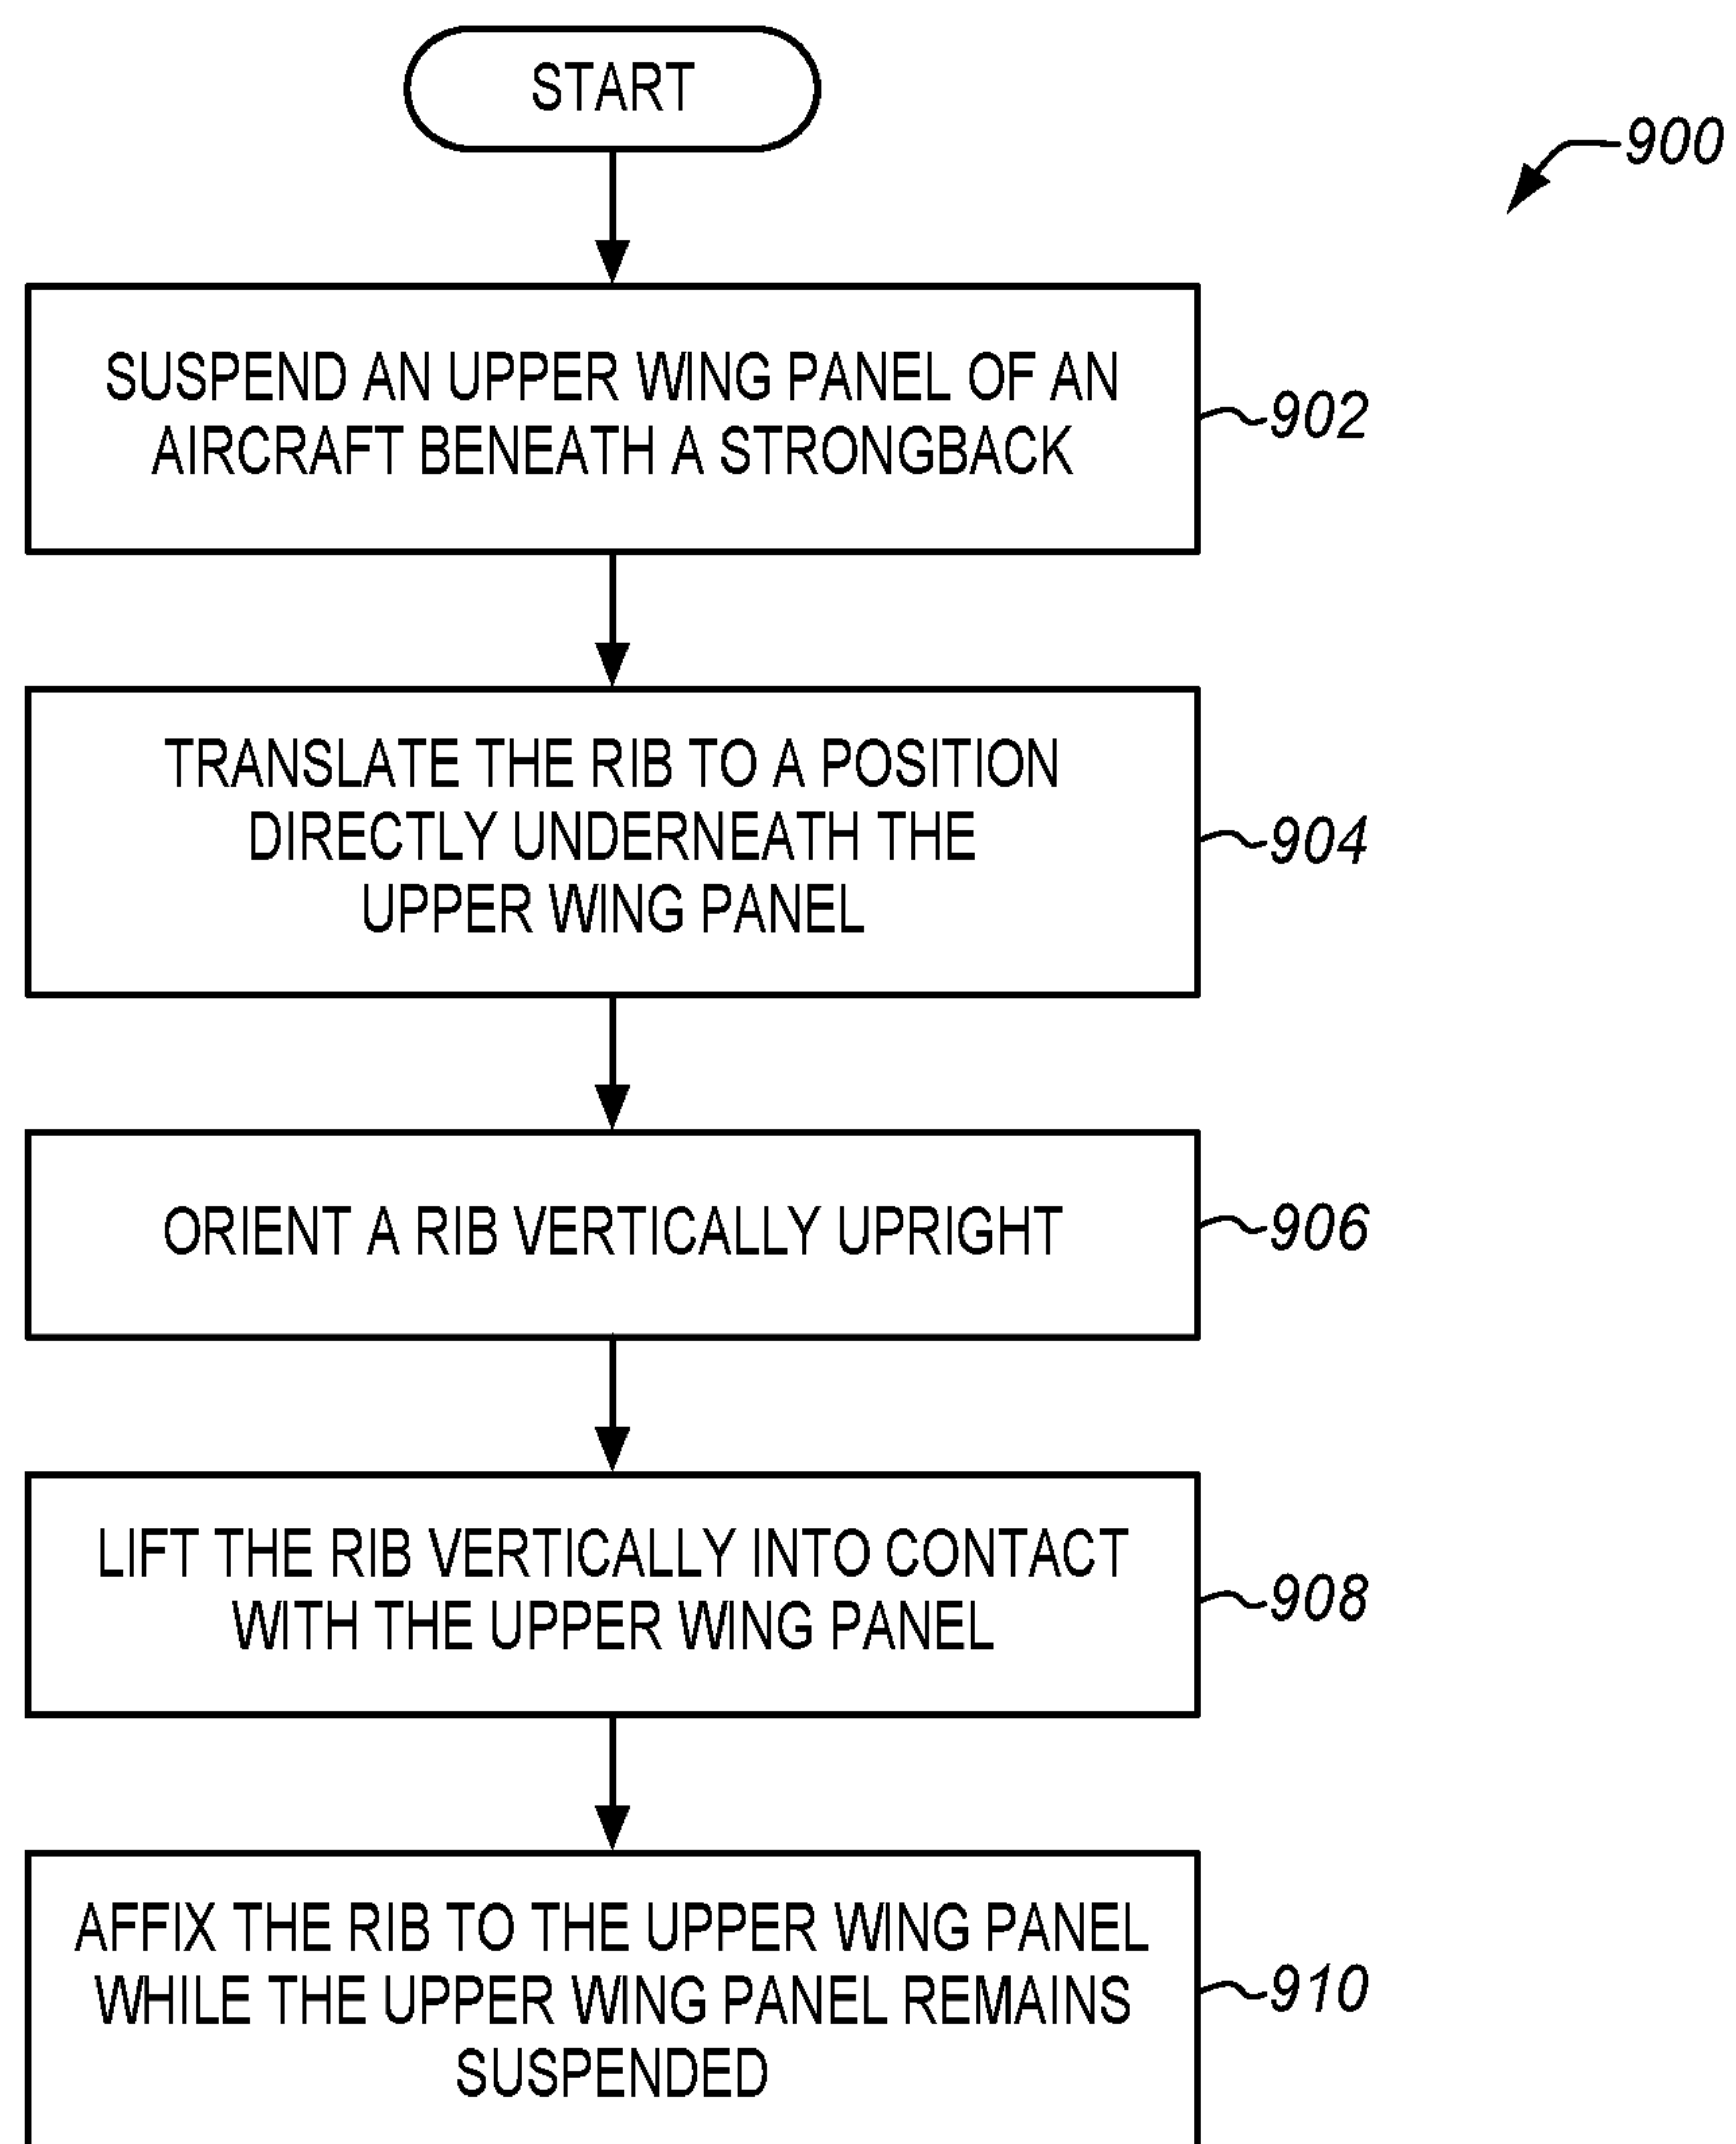 START
900
SUSPEND AN UPPER WING PANEL OF AN
AIRCRAFT BENEATH A STRONGBACK
902
TRANSLATE THE RIB TO A POSITION
DIRECTLY UNDERNEATH THE
UPPER WING PANEL
904
ORIENT A RIB VERTICALLY UPRIGHT
906
LIFT THE RIB VERTICALLY INTO CONTACT
WITH THE UPPER WING PANEL
908
AFFIX THE RIB TO THE UPPER WING PANEL
WHILE THE UPPER WING PANEL REMAINS
SUSPENDED
910